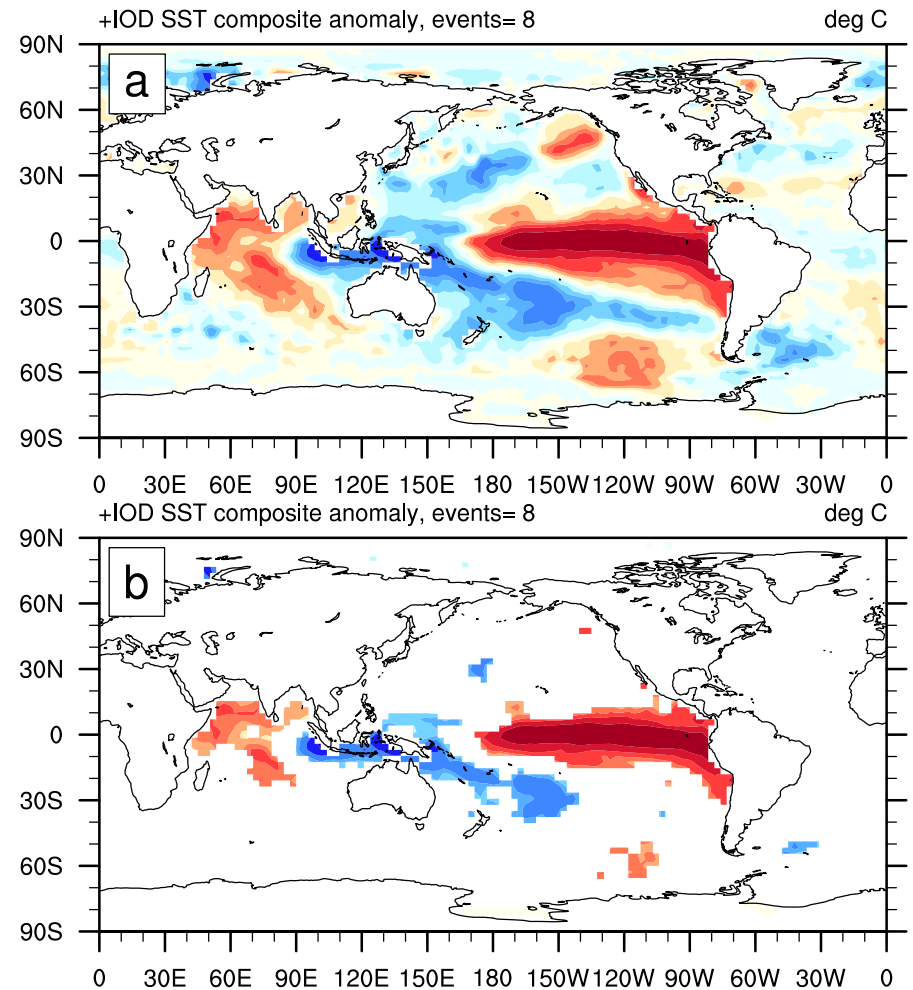 +IOD SST composite anomaly, events= 8 deg C
a
90N
60N
30N
0
30S
60S
90S
0 30E 60E 90E 120E 150E 180 150W 120W 90W 60W 30W 0
+IOD SST composite anomaly, events= 8 deg C
b
90N
60N
30N
0
30S
60S
90S
0 30E 60E 90E 120E 150E 180 150W 120W 90W 60W 30W 0